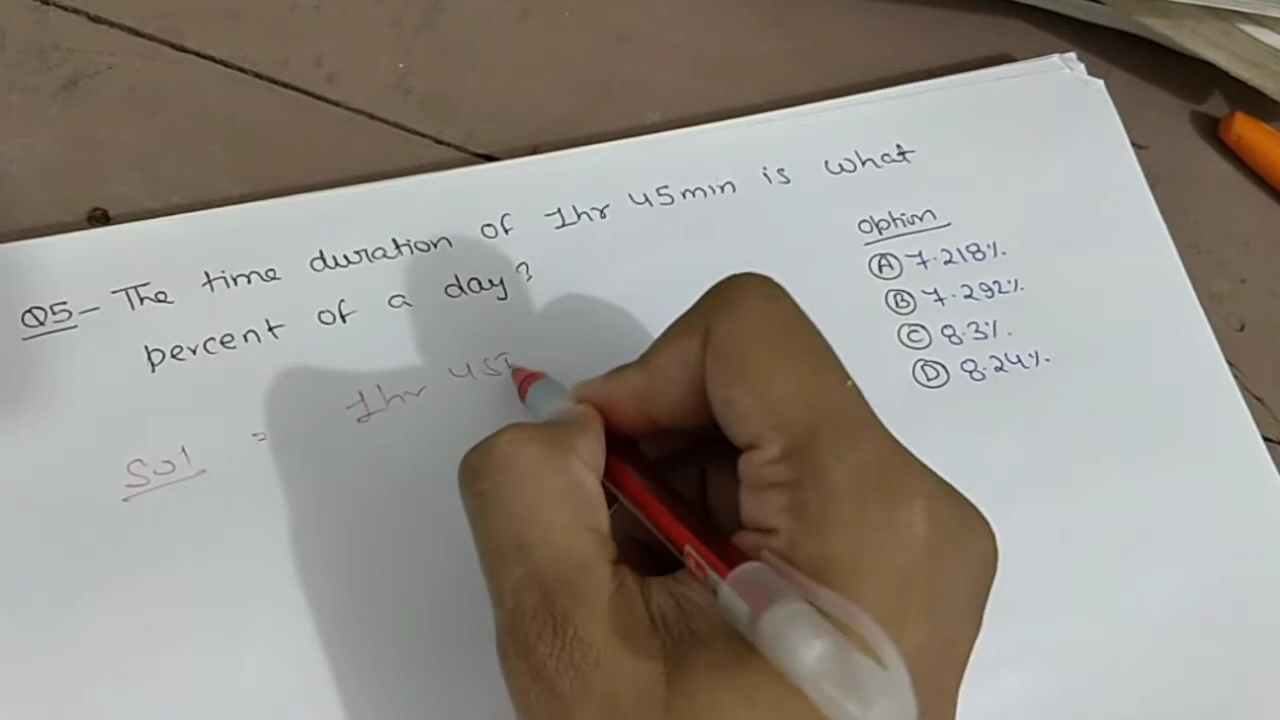 Q5- The time duration of 1hr 45min is what
percent of a day?
Option
(A) 7.218%.
(B) 7.292%.
(C) 8.3%.
(D) 8.24%.
Sol = 1hr 45